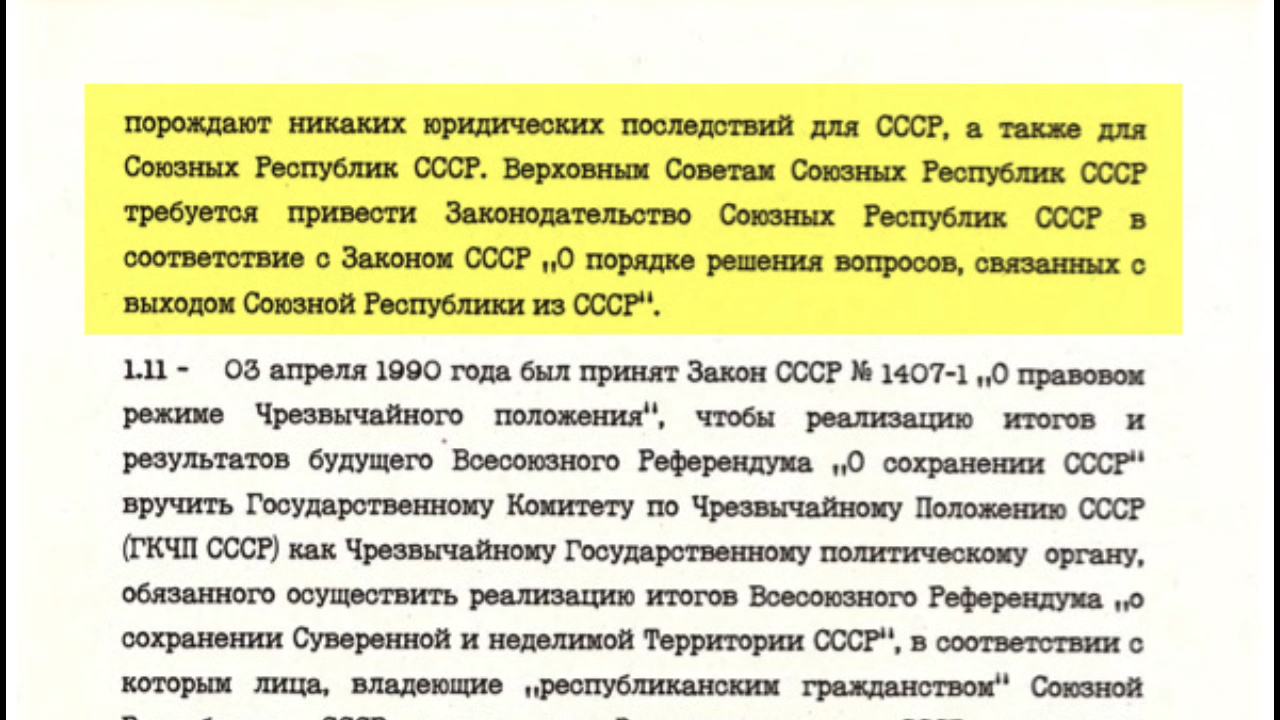 порождают никаких юридических последствий для СССР, а также для
Союзных Республик СССР. Верховным Советам Союзных Республик СССР
требуется привести Законодательство Союзных Республик СССР в
соответствие с Законом СССР „О порядке решения вопросов, связанных с
выходом Союзной Республики из СССР“.
1.11 - 03 апреля 1990 года был принят Закон СССР № 1407-1 „О правовом
режиме Чрезвычайного положения“, чтобы реализацию итогов и
результатов будущего Всесоюзного Референдума „О сохранении СССР“
вручить Государственному Комитету по Чрезвычайному Положению СССР
(ГКЧП СССР) как Чрезвычайному Государственному политическому органу,
обязанного осуществить реализацию итогов Всесоюзного Референдума „о
сохранении Суверенной и неделимой Территории СССР“, в соответствии с
которым лица, владеющие „республиканским гражданством“ Союзной